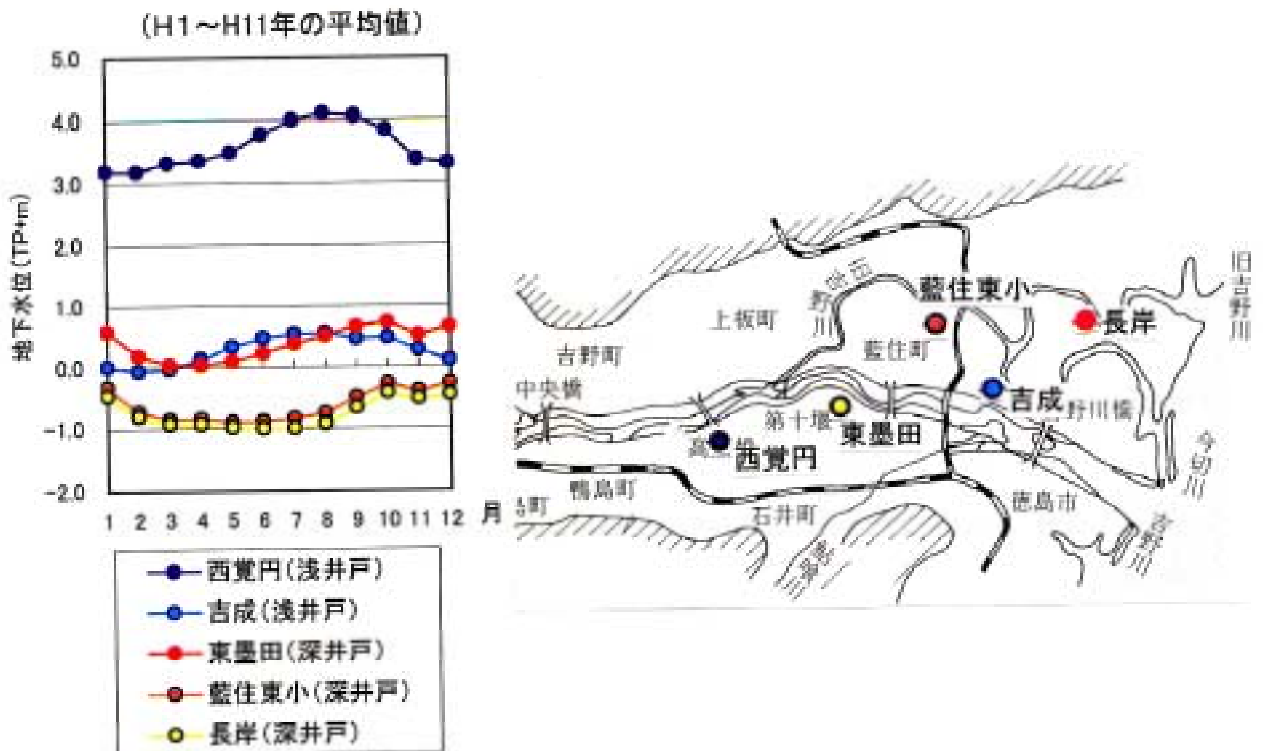 (H1～H11年の平均値)
地下水位(TP+m)
5.0
4.0
3.0
2.0
1.0
0.0
-1.0
-2.0
1 2 3 4 5 6 7 8 9 10 11 12 月
西覚円(浅井戸)
吉成(浅井戸)
東墨田(深井戸)
藍住東小(深井戸)
長岸(深井戸)
旧吉野川
藍住東小
長岸
上板町
藍住町
吉野町
中央橋
吉成
野川橋
第十堰
東墨田
西覚円
今切川
鴨島町
石井町
徳島市
吉野川